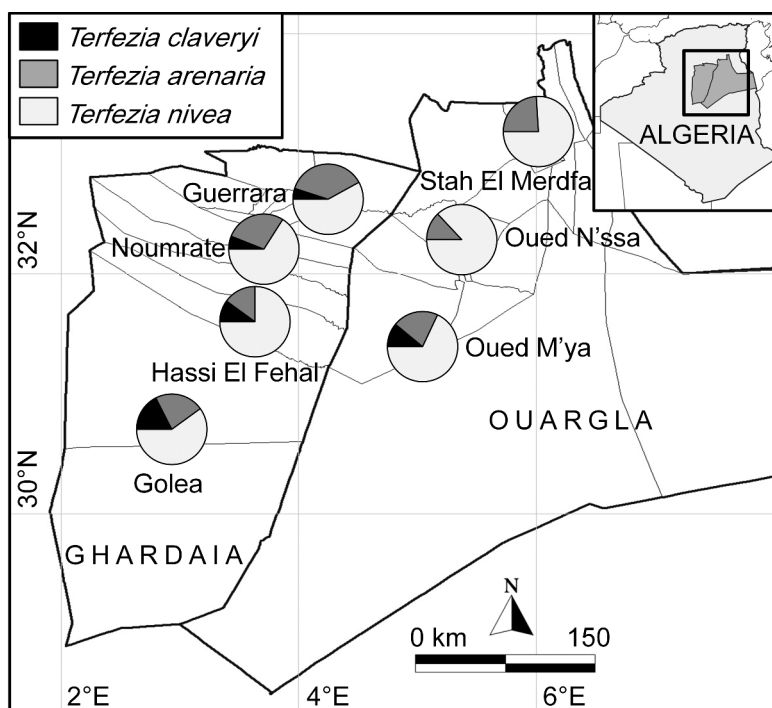 Terfezia claveryi
Terfezia arenaria
Terfezia nivea
ALGERIA
Stah El Merdfa
Guerrara
Noumrate
Oued N'ssa
32°N
Hassi El Fehal
Oued M'ya
OUARGLA
Golea
30°N
GHARDAIA
N
0 km 150
2°E 4°E 6°E